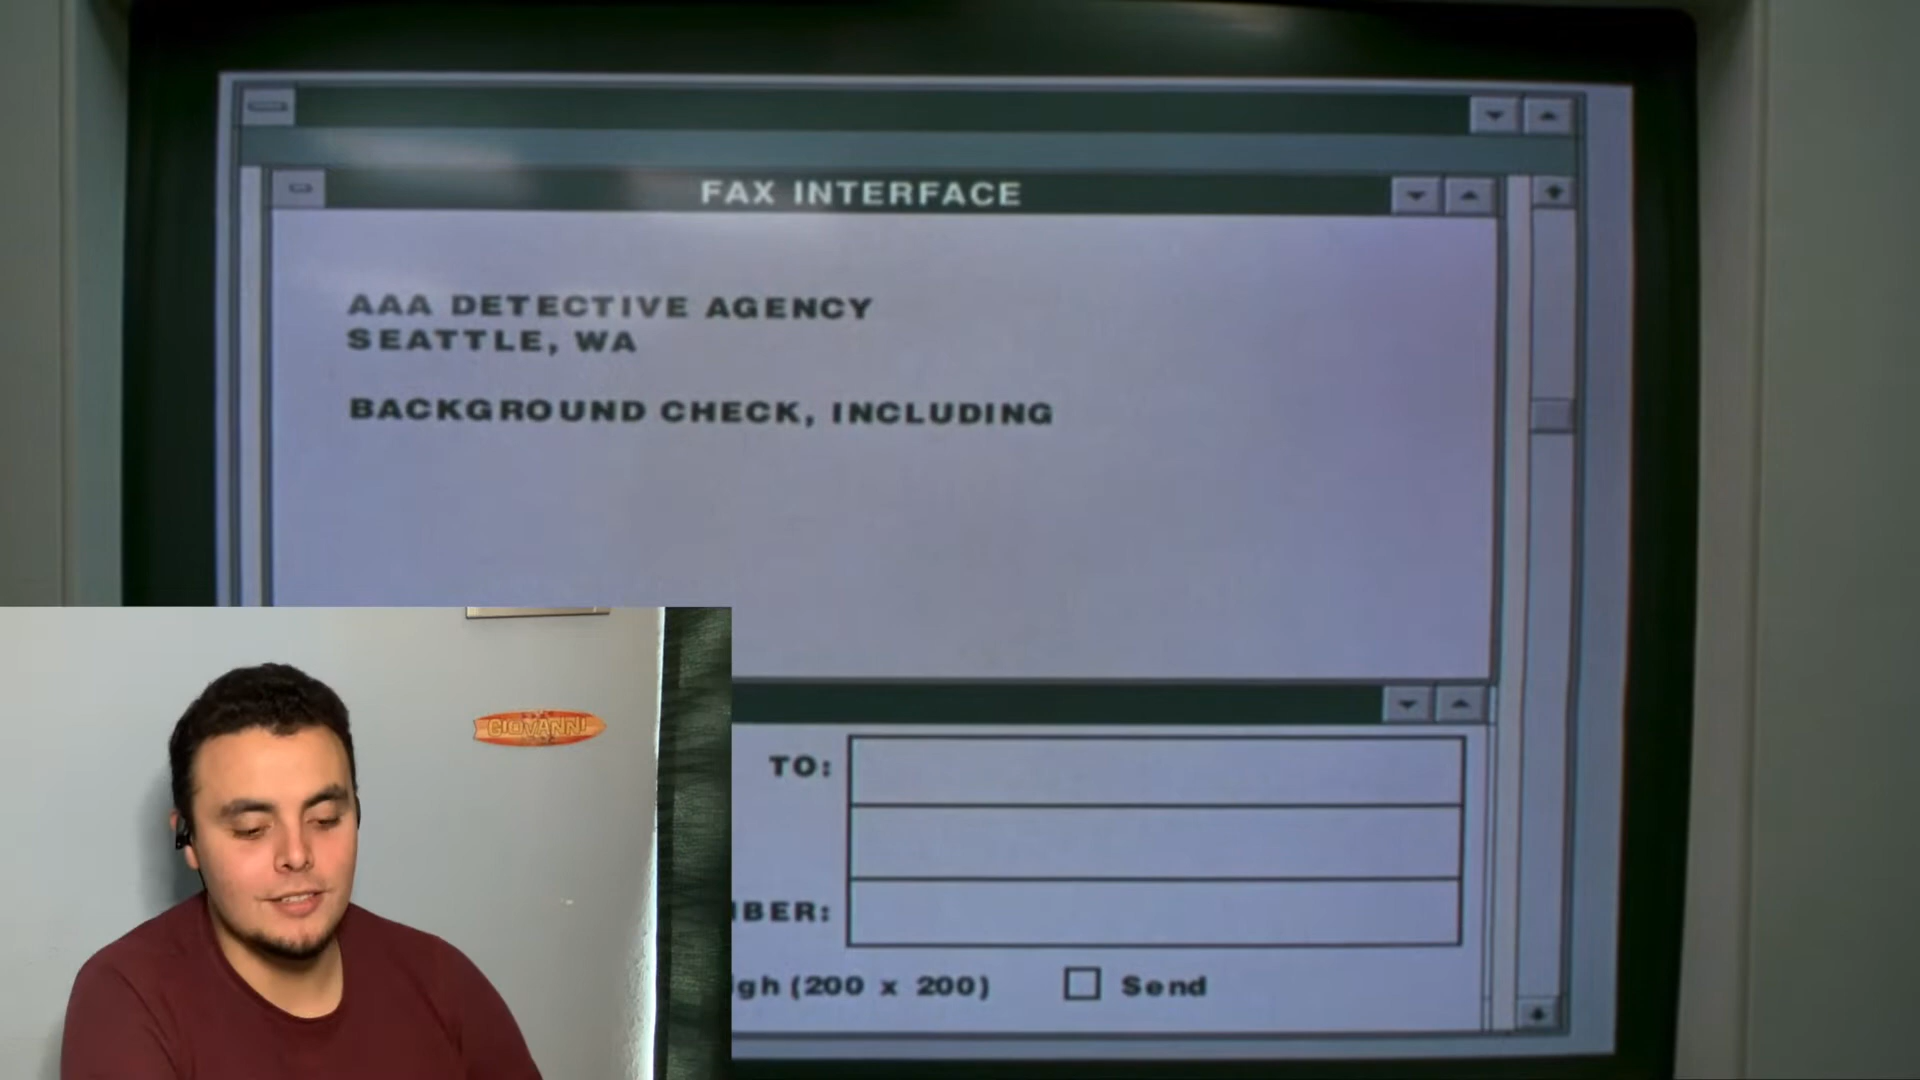 FAX INTERFACE
AAA DETECTIVE AGENCY
SEATTLE, WA
BACKGROUND CHECK, INCLUDING
GIOVANNI
TO:
BER:
gh (200 x 200)
Send